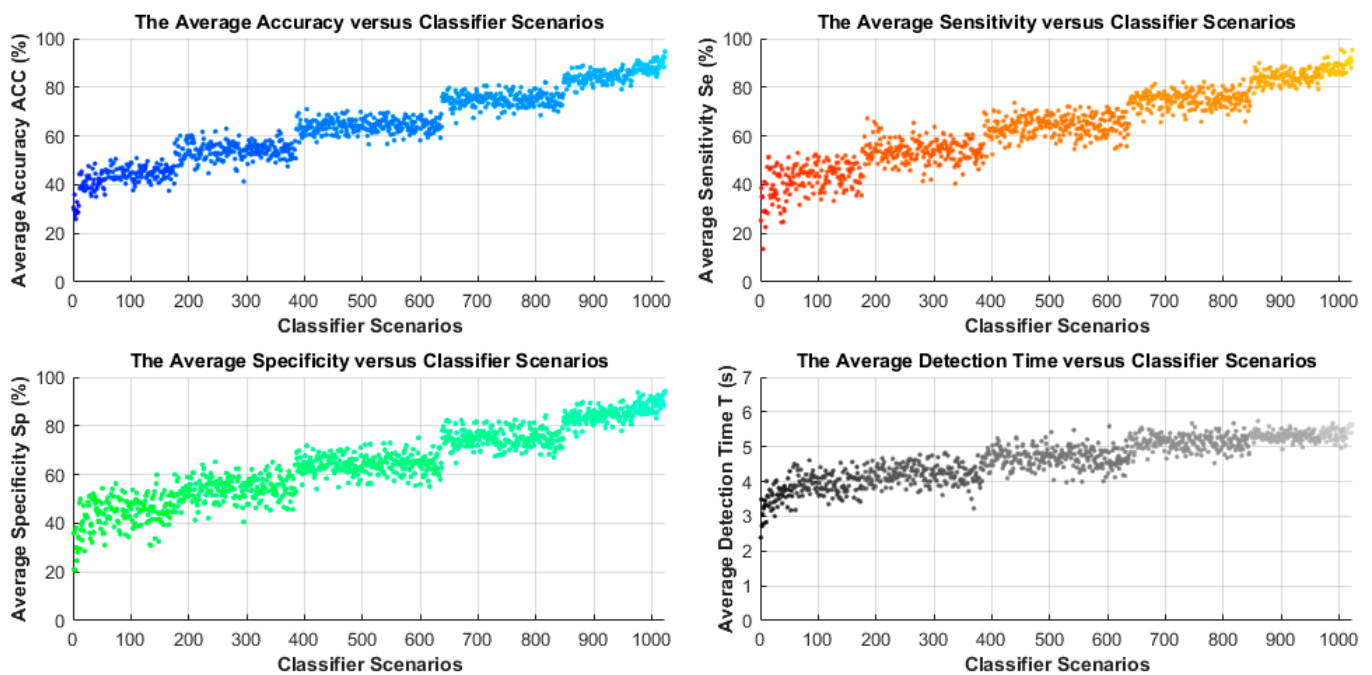 The Average Accuracy versus Classifier Scenarios
Average Accuracy ACC (%)
100
80
60
40
20
0
0 100 200 300 400 500 600 700 800 900 1000
Classifier Scenarios
The Average Sensitivity versus Classifier Scenarios
Average Sensitivity Se (%)
100
80
60
40
20
0
0 100 200 300 400 500 600 700 800 900 1000
Classifier Scenarios
The Average Specificity versus Classifier Scenarios
Average Specificity Sp (%)
100
80
60
40
20
0
0 100 200 300 400 500 600 700 800 900 1000
Classifier Scenarios
The Average Detection Time versus Classifier Scenarios
Average Detection Time T (s)
7
6
5
4
3
2
1
0
0 100 200 300 400 500 600 700 800 900 1000
Classifier Scenarios